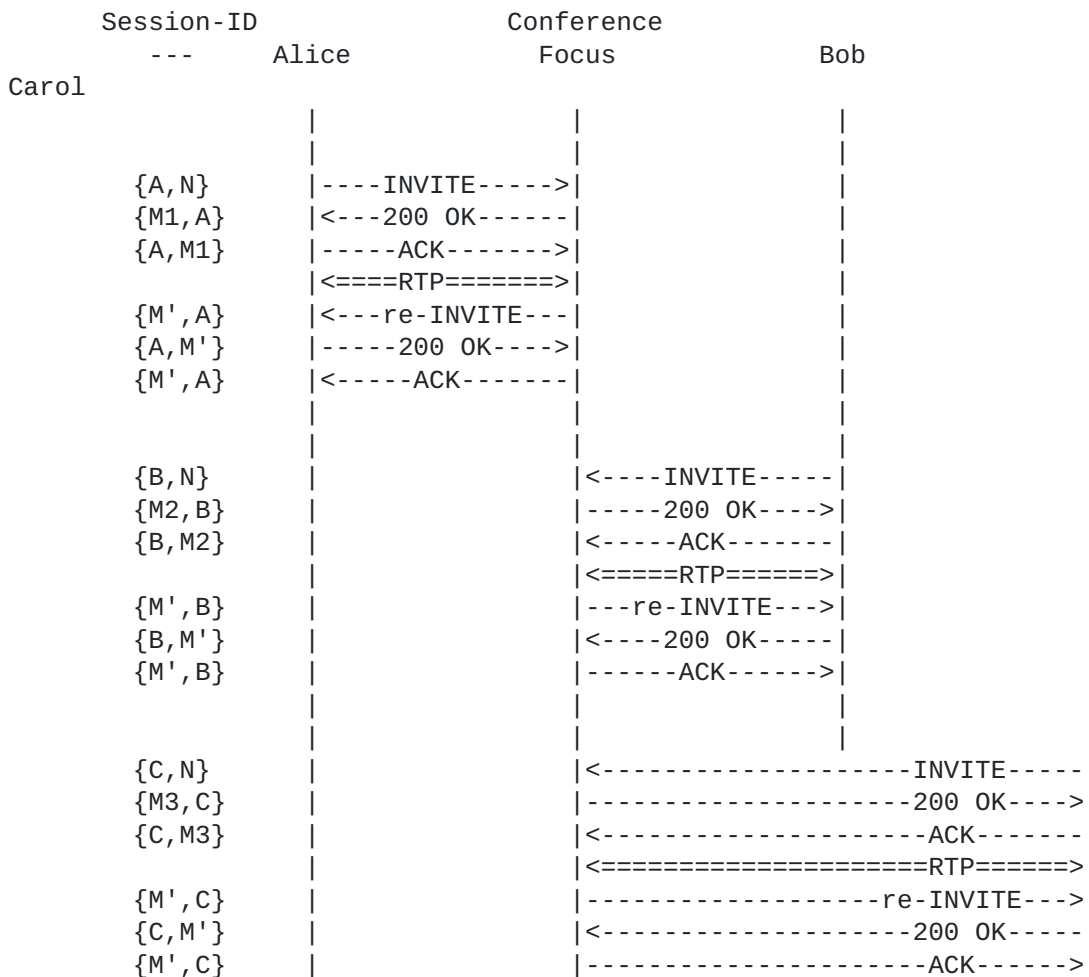 Session-ID Conference
--- Alice Focus Bob
Carol
| | |
| | |
{A,N} |----INVITE----->| |
{M1,A} |<---200 OK------| |
{A,M1} |-----ACK------->| |
|<====RTP=======>| |
{M',A} |<---re-INVITE---| |
{A,M'} |-----200 OK---->| |
{M',A} |<-----ACK-------| |
| | |
| | |
{B,N} | |<----INVITE-----|
{M2,B} | |-----200 OK---->|
{B,M2} | |<-----ACK-------|
| |<=====RTP======>|
{M',B} | |---re-INVITE--->|
{B,M'} | |<----200 OK-----|
{M',B} | |------ACK------>|
| | |
| | |
{C,N} | |<--------------------INVITE-----
{M3,C} | |---------------------200 OK---->
{C,M3} | |<---------------------ACK-------
| |<=====================RTP======>
{M',C} | |-------------------re-INVITE--->
{C,M'} | |<--------------------200 OK-----
{M',C} | |----------------------ACK------>